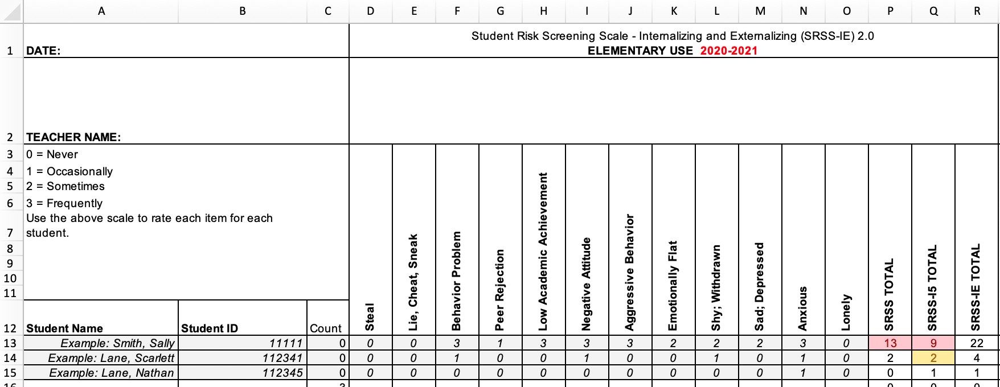 A B C D E F G H I J K L M N O P Q R
1 DATE: Student Risk Screening Scale - Internalizing and Externalizing (SRSS-IE) 2.0
ELEMENTARY USE 2020-2021
2 TEACHER NAME:
3 0 = Never
4 1 = Occasionally
5 2 = Sometimes
6 3 = Frequently
Use the above scale to rate each item for each
7 student.
8
9
10
11
12 Student Name Student ID Count Steal Lie, Cheat, Sneak Behavior Problem Peer Rejection Low Academic Achievement Negative Attitude Aggressive Behavior Emotionally Flat Shy; Withdrawn Sad; Depressed Anxious Lonely SRSS TOTAL SRSS-I5 TOTAL SRSS-IE TOTAL
13 Example: Smith, Sally 11111 0 0 0 3 1 3 3 3 2 2 2 3 0 13 9 22
14 Example: Lane, Scarlett 112341 0 0 0 1 0 0 1 0 0 1 0 1 0 2 2 4
15 Example: Lane, Nathan 112345 0 0 0 0 0 0 0 0 0 0 0 1 0 0 1 1